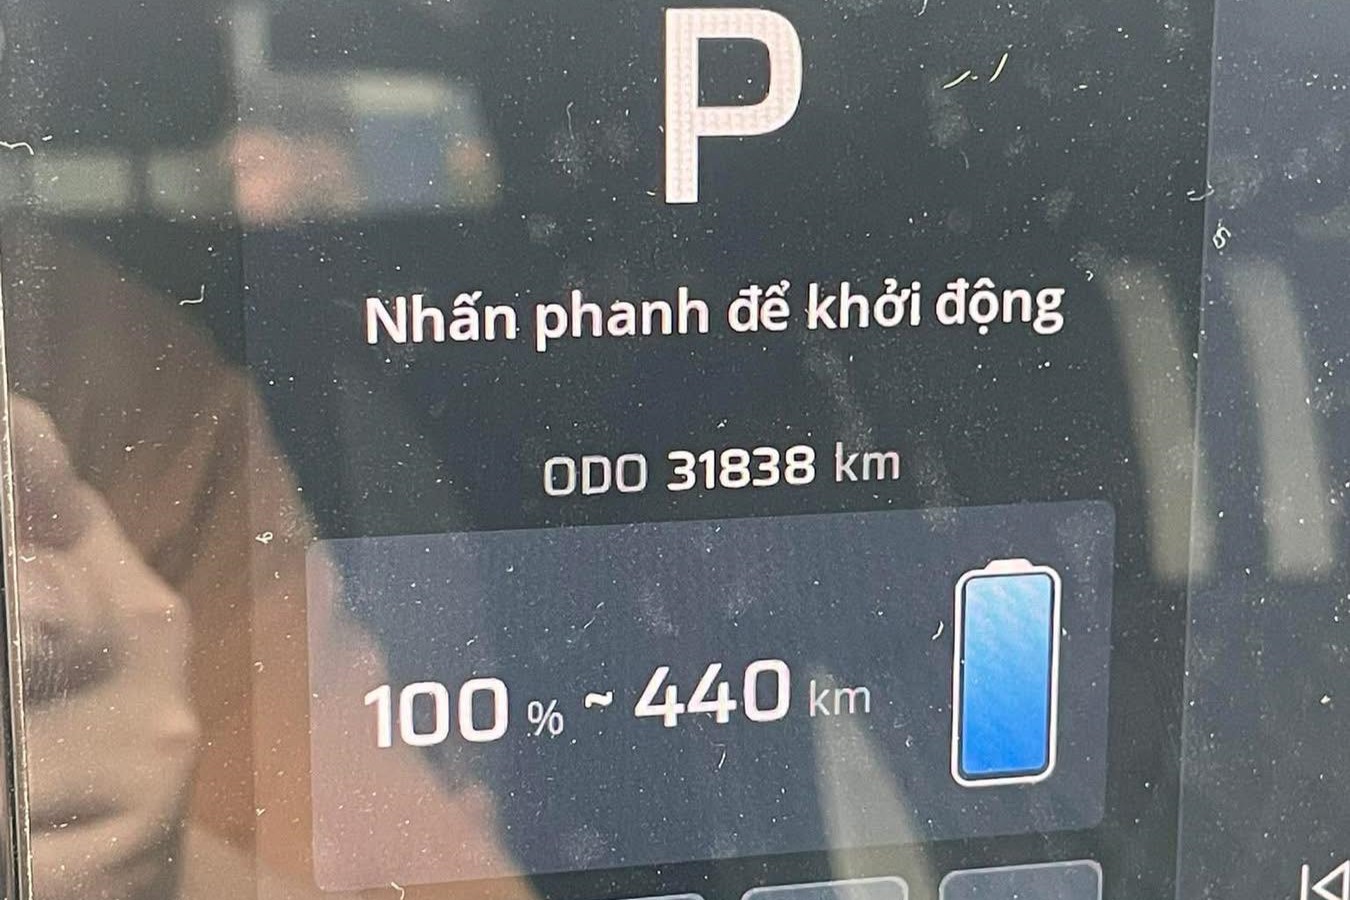 P
Nhấn phanh để khởi động
ODO 31838 km
100 % ~ 440 km